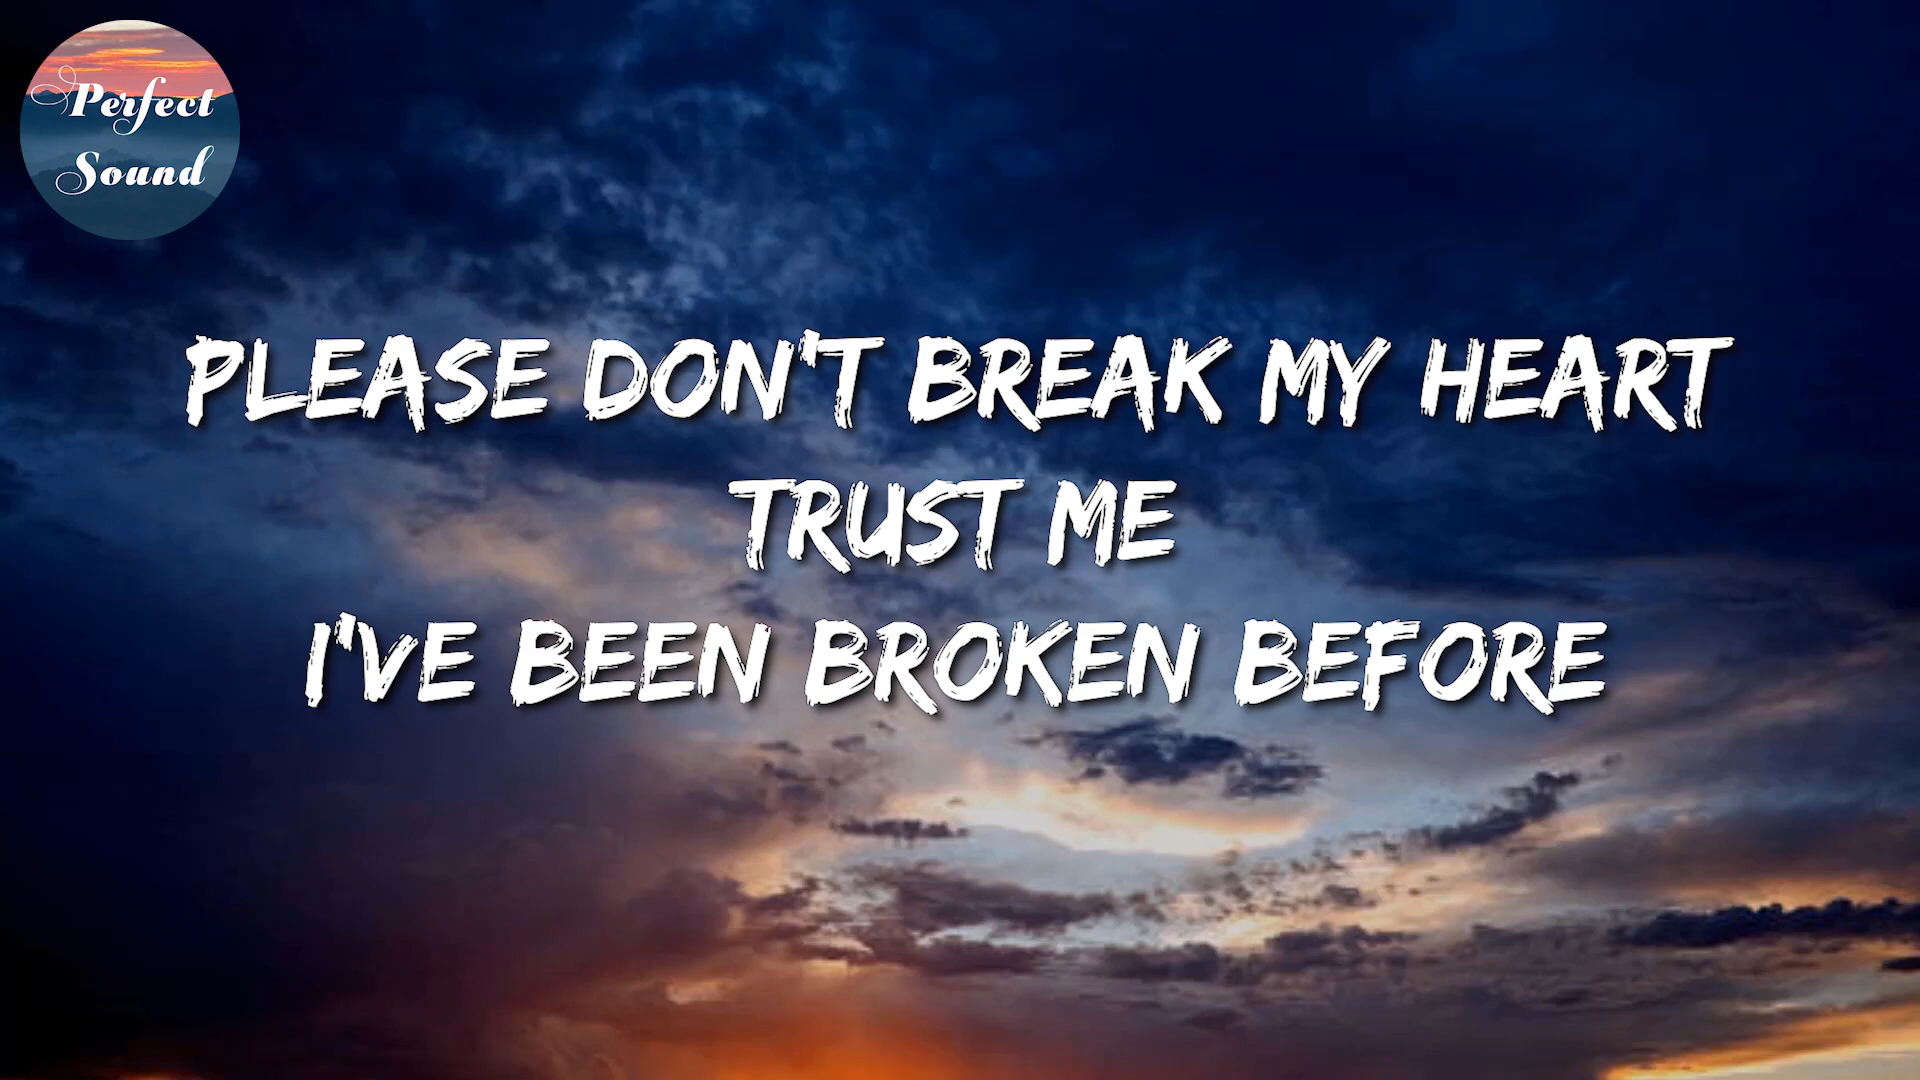 Perfect
Sound
PLEASE DON'T BREAK MY HEART
TRUST ME
I'VE BEEN BROKEN BEFORE